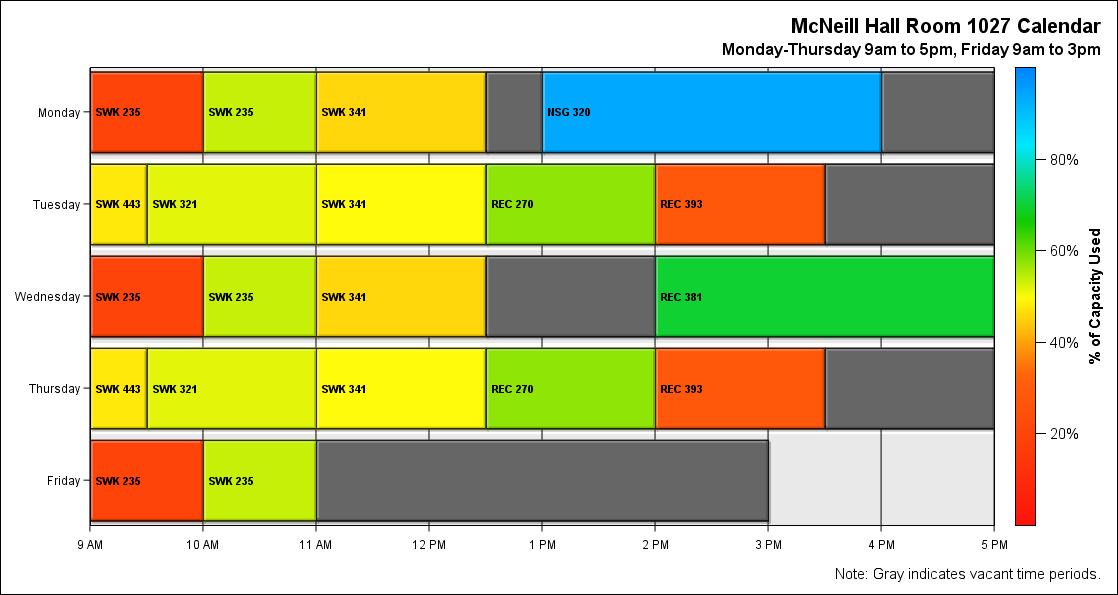 McNeill Hall Room 1027 Calendar
Monday-Thursday 9am to 5pm, Friday 9am to 3pm
Monday SWK 235 SWK 235 SWK 341 NSG 320
Tuesday SWK 443 SWK 321 SWK 341 REC 270 REC 393
Wednesday SWK 235 SWK 235 SWK 341 REC 381
Thursday SWK 443 SWK 321 SWK 341 REC 270 REC 393
Friday SWK 235 SWK 235
9 AM 10 AM 11 AM 12 PM 1 PM 2 PM 3 PM 4 PM 5 PM
80%
60%
40%
20%
% of Capacity Used
Note: Gray indicates vacant time periods.